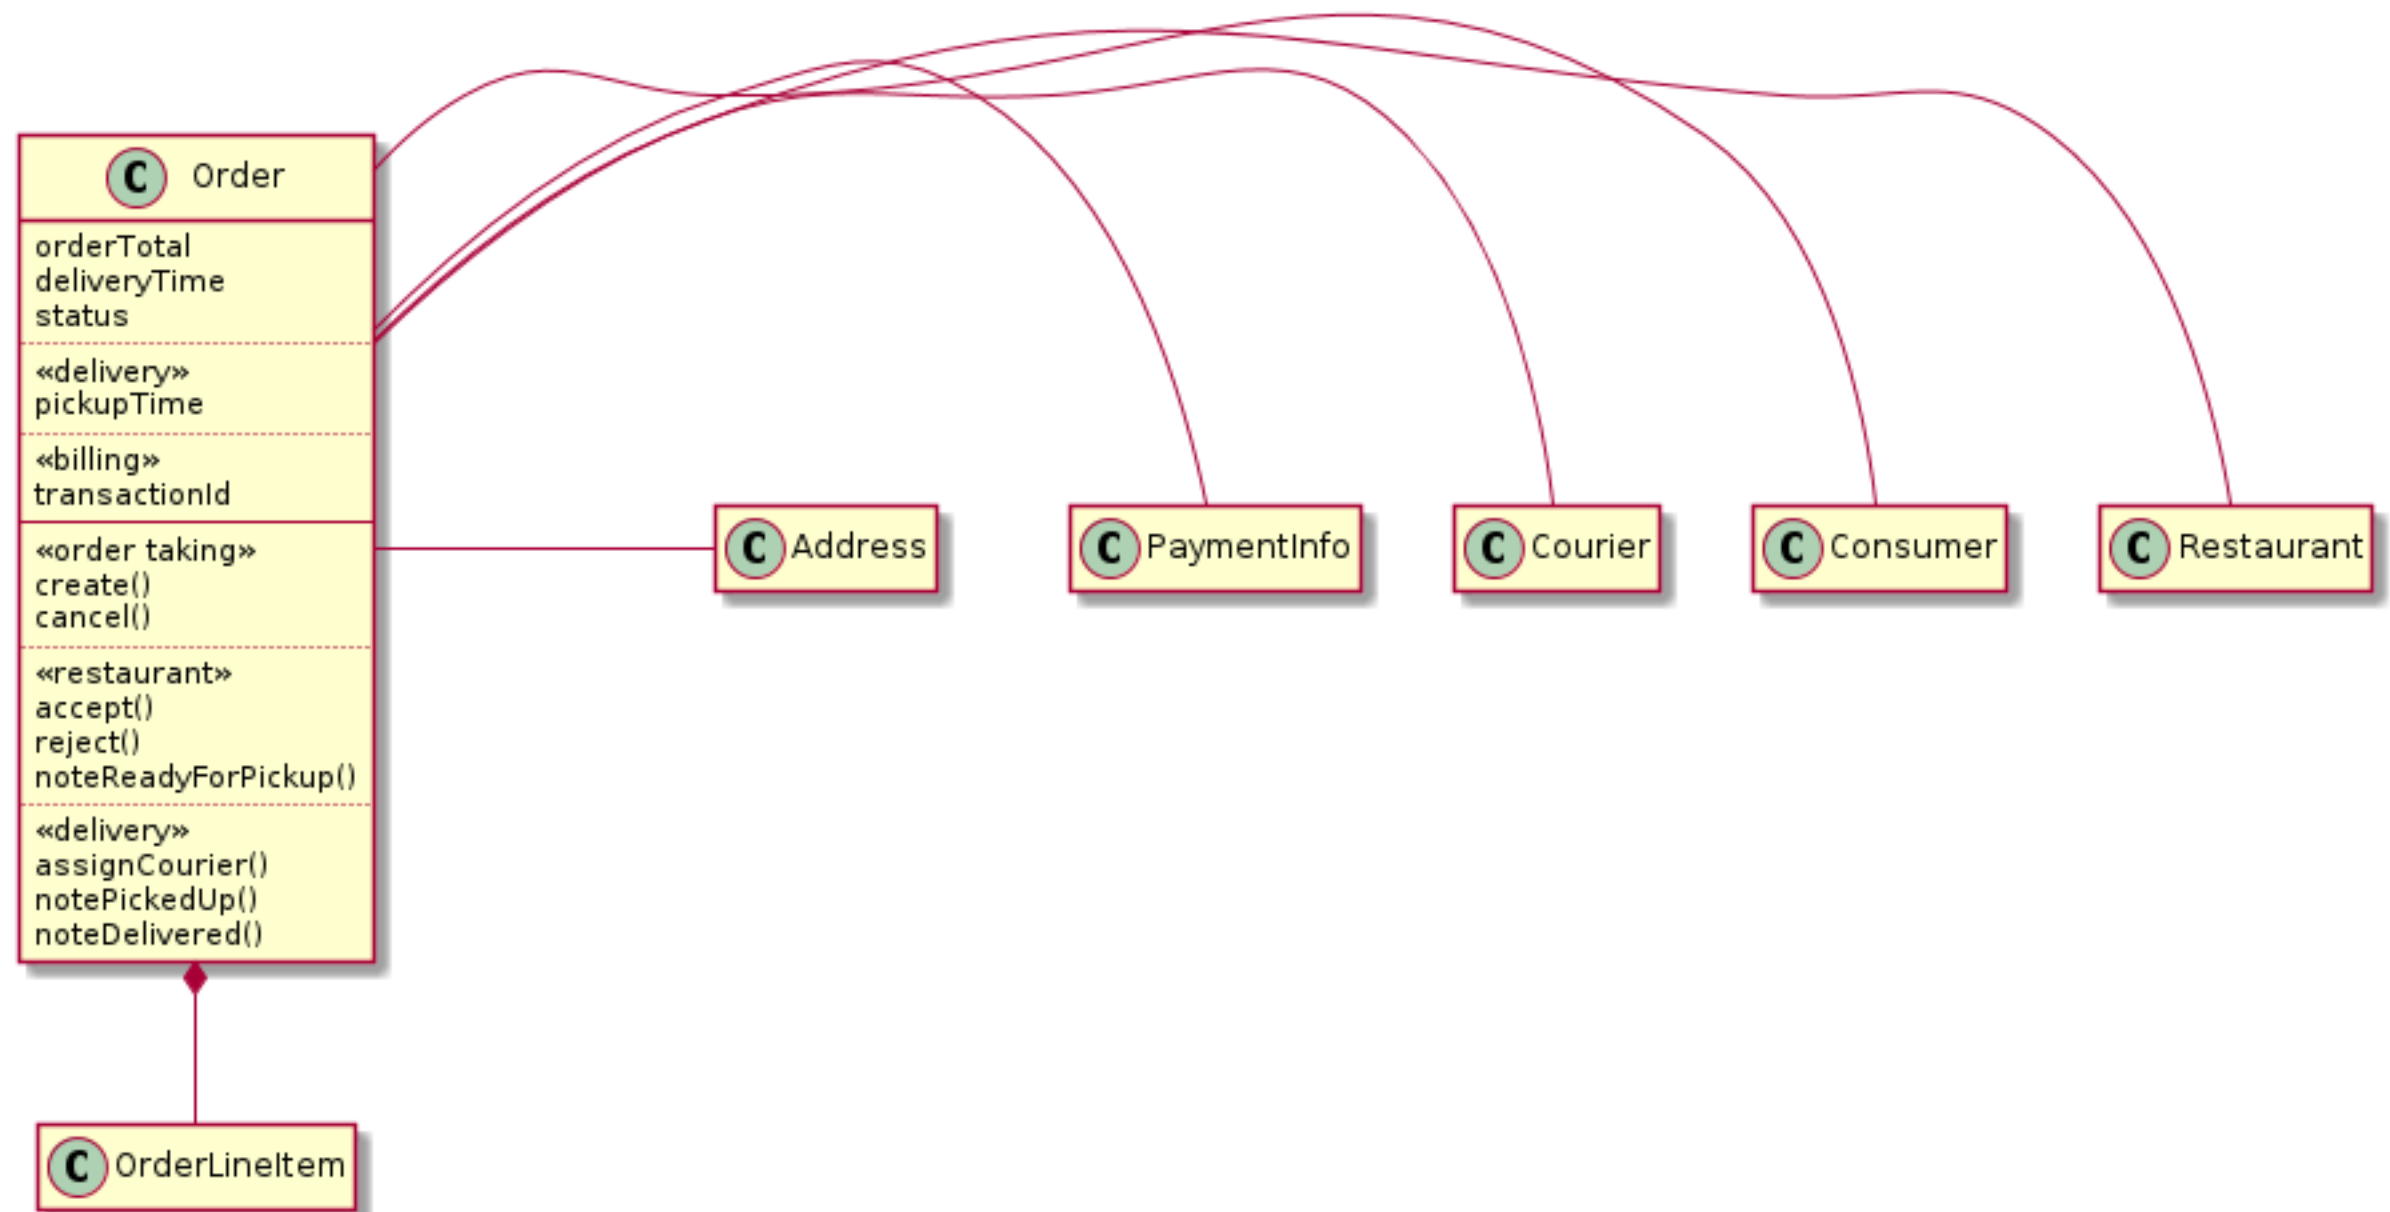 C Order
orderTotal
deliveryTime
status
«delivery»
pickupTime
«billing»
transactionId
«order taking»
create()
cancel()
«restaurant»
accept()
reject()
noteReadyForPickup()
«delivery»
assignCourier()
notePickedUp()
noteDelivered()
C Address
C PaymentInfo
C Courier
C Consumer
C Restaurant
C OrderLineItem